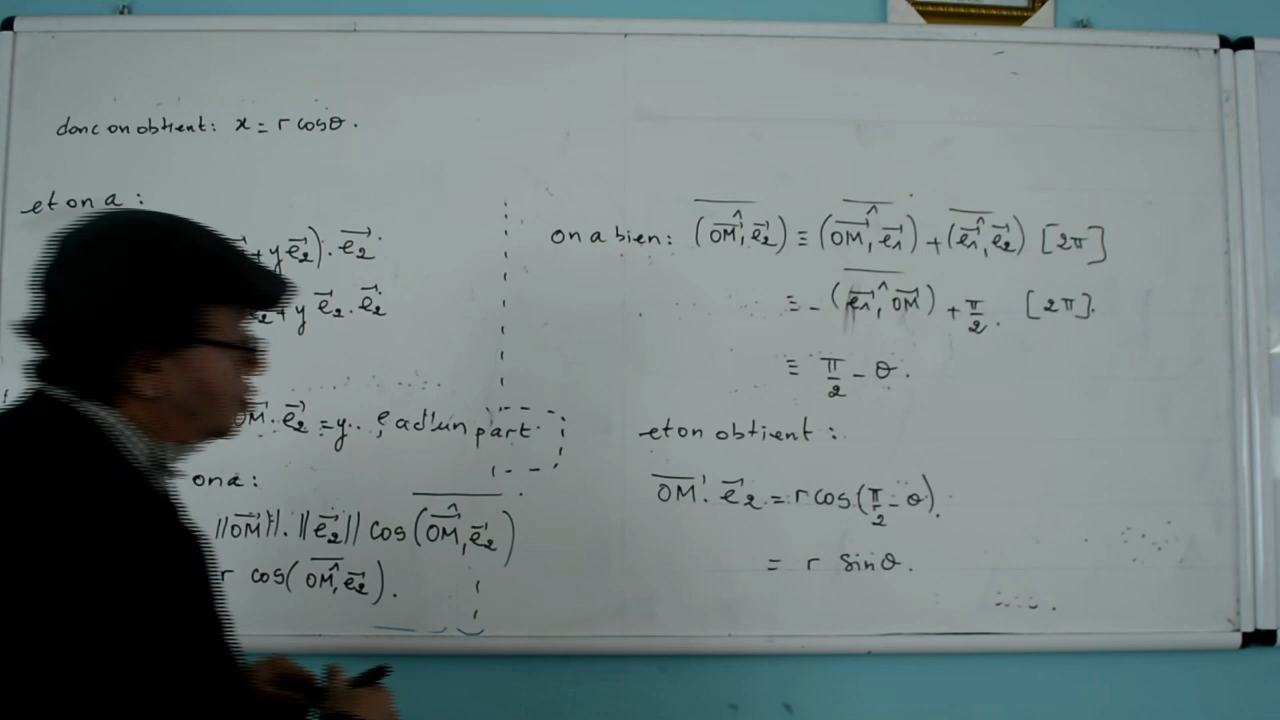 donc on obtient : x = r cosθ.
et on a :
+ y e₂⃗) . e₂⃗
+ y e₂⃗ . e₂⃗
OM⃗ . e₂⃗ = y..
part
on a :
||OM⃗|| . ||e₂⃗|| cos(OM⃗, e₂⃗)
r cos(OM⃗, e₂⃗).
on a bien : (OM⃗, e₂⃗) ≡ (OM⃗, e₁⃗) + (e₁⃗, e₂⃗) [2π]
≡ - (e₁⃗, OM⃗) + π/2. [2π].
≡ π/2 - θ.
et on obtient :
OM⃗ . e₂⃗ = r cos(π/2 - θ).
= r sinθ.